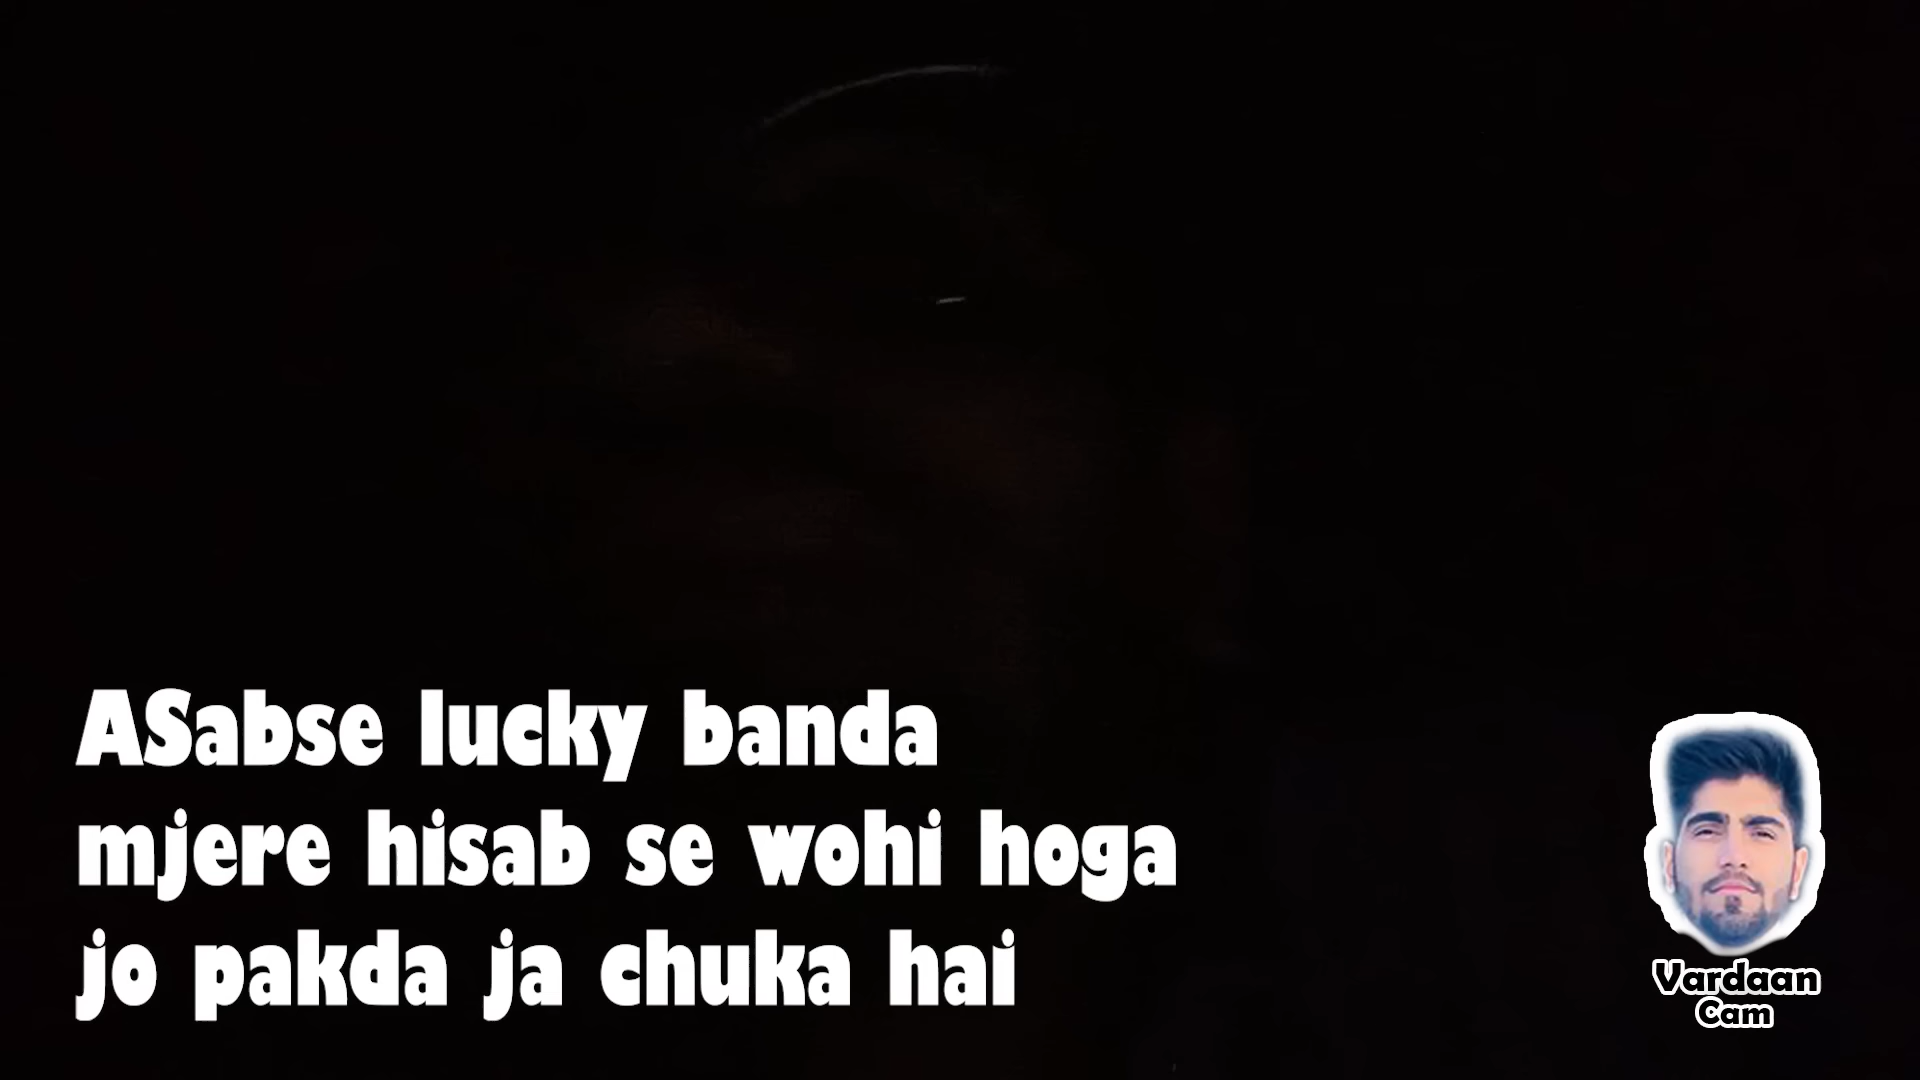 ASabse lucky banda
mjere hisab se wohi hoga
jo pakda ja chuka hai
Vardaan
Cam